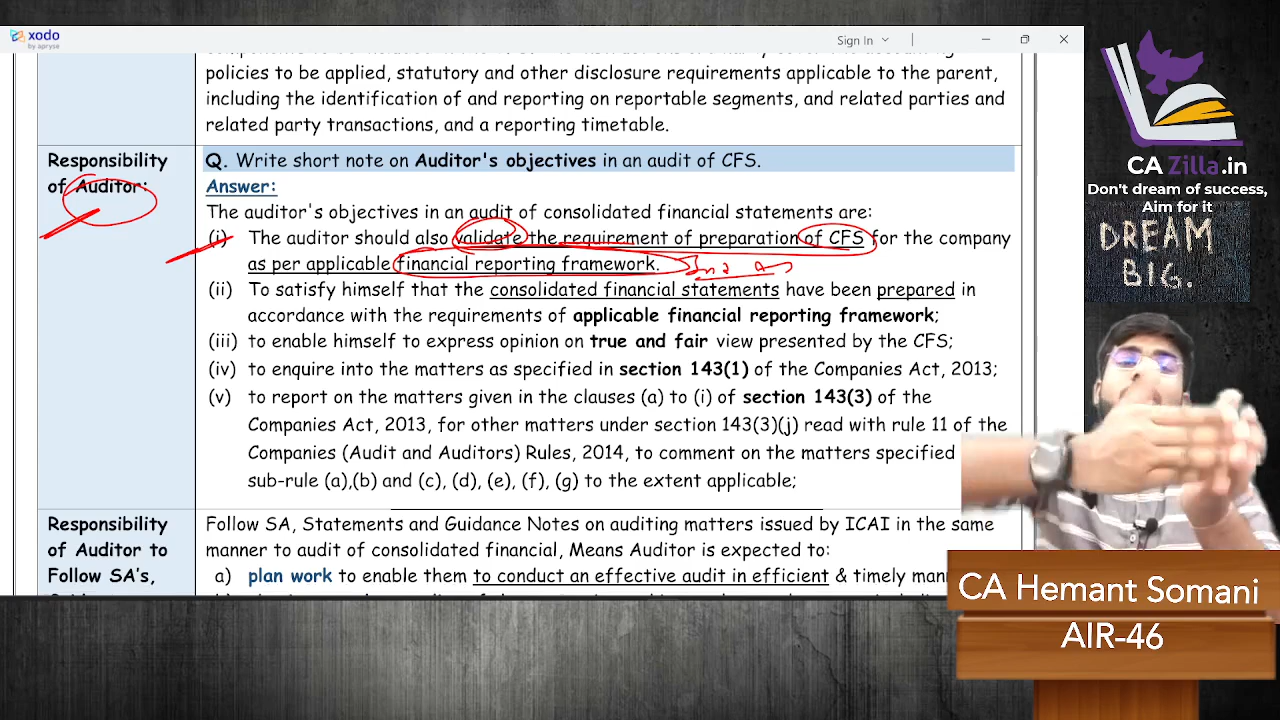 xodo
by apryse
Sign In
policies to be applied, statutory and other disclosure requirements applicable to the parent,
including the identification of and reporting on reportable segments, and related parties and
related party transactions, and a reporting timetable.
Responsibility
of Auditor:
Q. Write short note on Auditor's objectives in an audit of CFS.
Answer:
The auditor's objectives in an audit of consolidated financial statements are:
(i) The auditor should also validate the requirement of preparation of CFS for the company
as per applicable financial reporting framework. Ind as
(ii) To satisfy himself that the consolidated financial statements have been prepared in
accordance with the requirements of applicable financial reporting framework;
(iii) to enable himself to express opinion on true and fair view presented by the CFS;
(iv) to enquire into the matters as specified in section 143(1) of the Companies Act, 2013;
(v) to report on the matters given in the clauses (a) to (i) of section 143(3) of the
Companies Act, 2013, for other matters under section 143(3)(j) read with rule 11 of the
Companies (Audit and Auditors) Rules, 2014, to comment on the matters specified
sub-rule (a),(b) and (c), (d), (e), (f), (g) to the extent applicable;
Responsibility
of Auditor to
Follow SA's,
Follow SA, Statements and Guidance Notes on auditing matters issued by ICAI in the same
manner to audit of consolidated financial, Means Auditor is expected to:
a) plan work to enable them to conduct an effective audit in efficient & timely
CA Zilla.in
Don't dream of success,
Aim for it
DREAM
BIG.
CA Hemant Somani
AIR-46